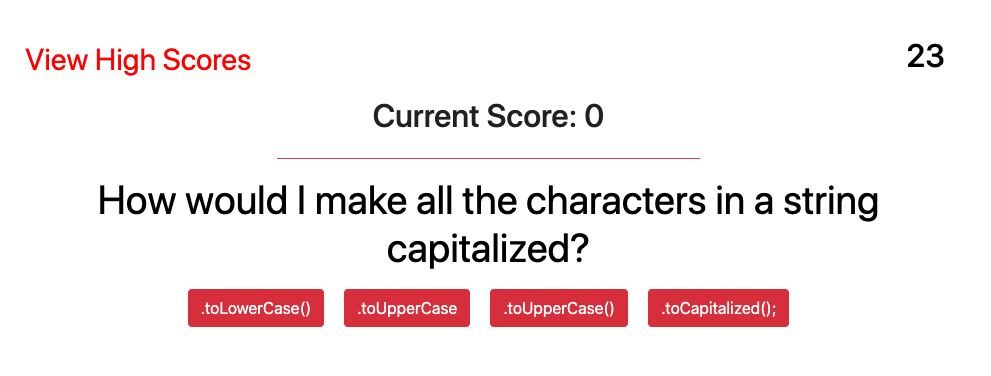 View High Scores
23
Current Score: 0
How would I make all the characters in a string
capitalized?
.toLowerCase()
.toUpperCase
.toUpperCase()
.toCapitalized();